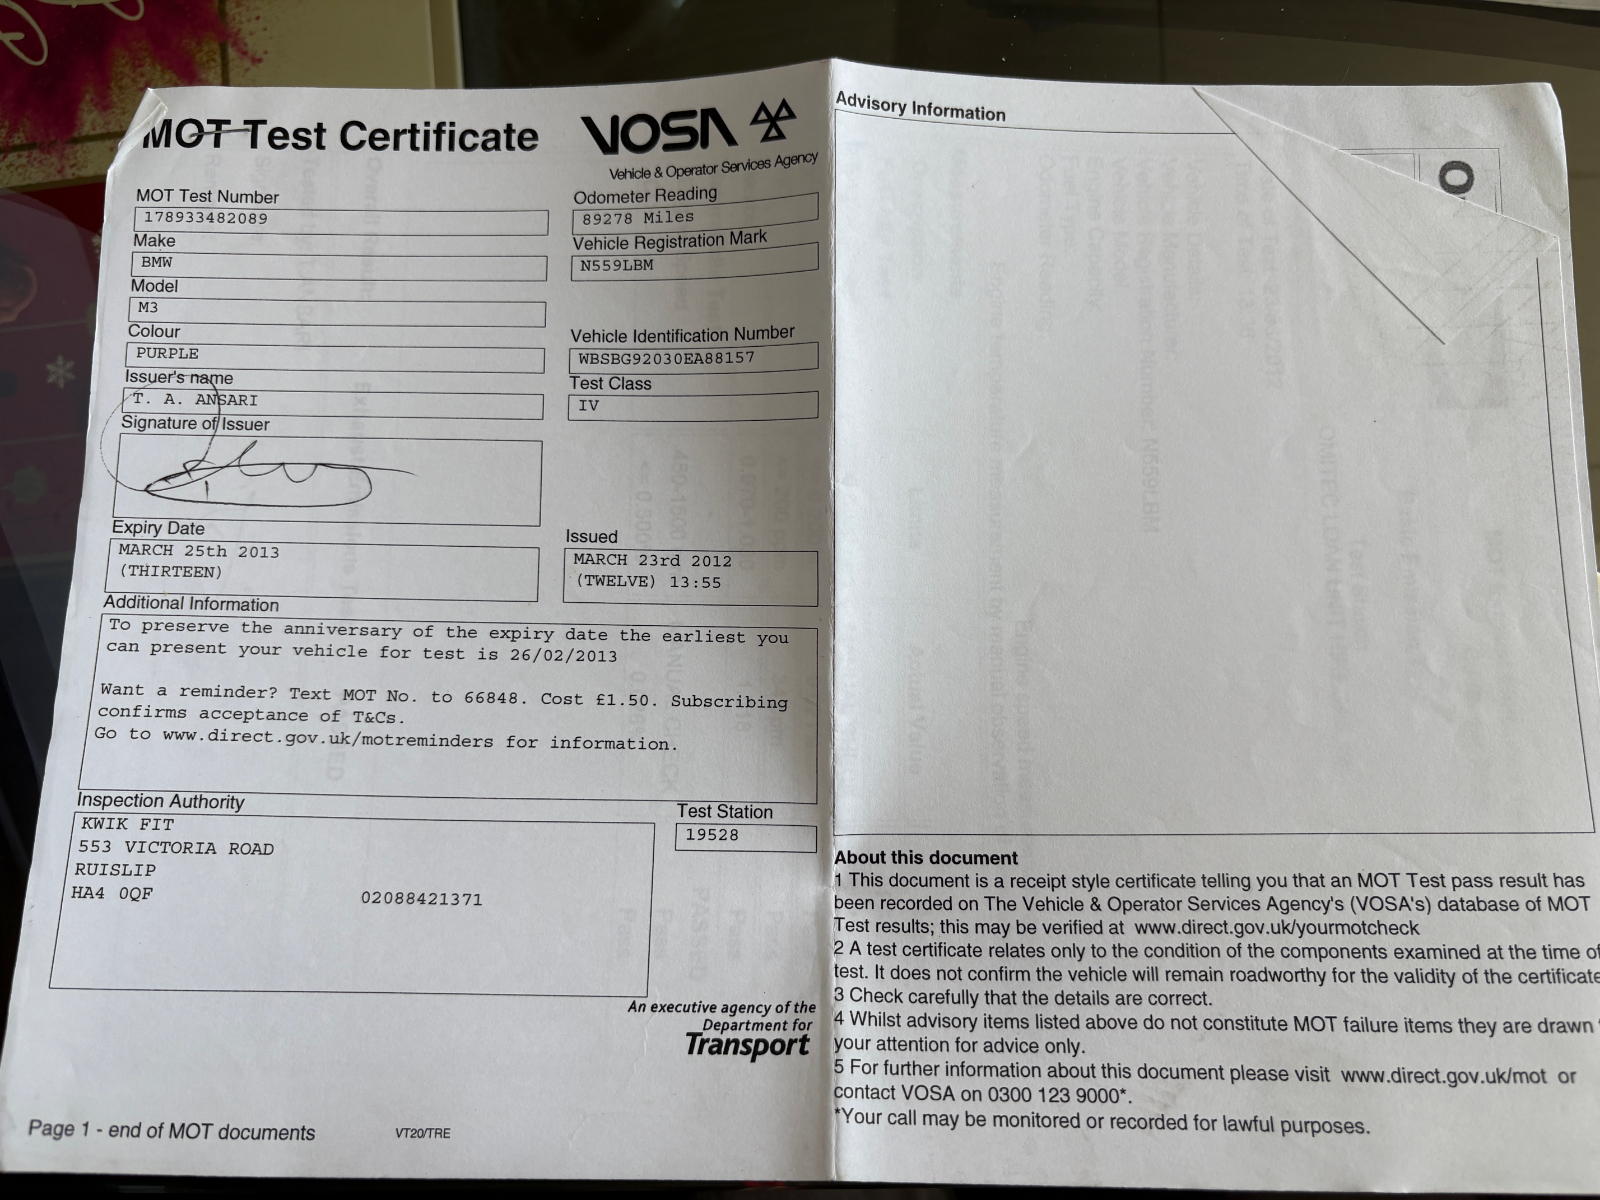 MOT Test Certificate
VOSA
Vehicle & Operator Services Agency
MOT Test Number
178933482089
Odometer Reading
89278 Miles
Make
BMW
Vehicle Registration Mark
N559LBM
Model
M3
Colour
PURPLE
Vehicle Identification Number
WBSBG92030EA88157
Issuer's name
T. A. ANSARI
Test Class
IV
Signature of Issuer
Expiry Date
MARCH 25th 2013
(THIRTEEN)
Issued
MARCH 23rd 2012
(TWELVE) 13:55
Additional Information
To preserve the anniversary of the expiry date the earliest you
can present your vehicle for test is 26/02/2013
Want a reminder? Text MOT No. to 66848. Cost £1.50. Subscribing
confirms acceptance of T&Cs.
Go to www.direct.gov.uk/motreminders for information.
Inspection Authority
KWIK FIT
553 VICTORIA ROAD
RUISLIP
HA4 0QF 02088421371
Test Station
19528
An executive agency of the
Department for
Transport
Page 1 - end of MOT documents
VT20/TRE
Advisory Information
About this document
1 This document is a receipt style certificate telling you that an MOT Test pass result has
been recorded on The Vehicle & Operator Services Agency's (VOSA's) database of MOT
Test results; this may be verified at www.direct.gov.uk/yourmotcheck
2 A test certificate relates only to the condition of the components examined at the time of
test. It does not confirm the vehicle will remain roadworthy for the validity of the certificate
3 Check carefully that the details are correct.
4 Whilst advisory items listed above do not constitute MOT failure items they are drawn
your attention for advice only.
5 For further information about this document please visit www.direct.gov.uk/mot or
contact VOSA on 0300 123 9000*.
*Your call may be monitored or recorded for lawful purposes.